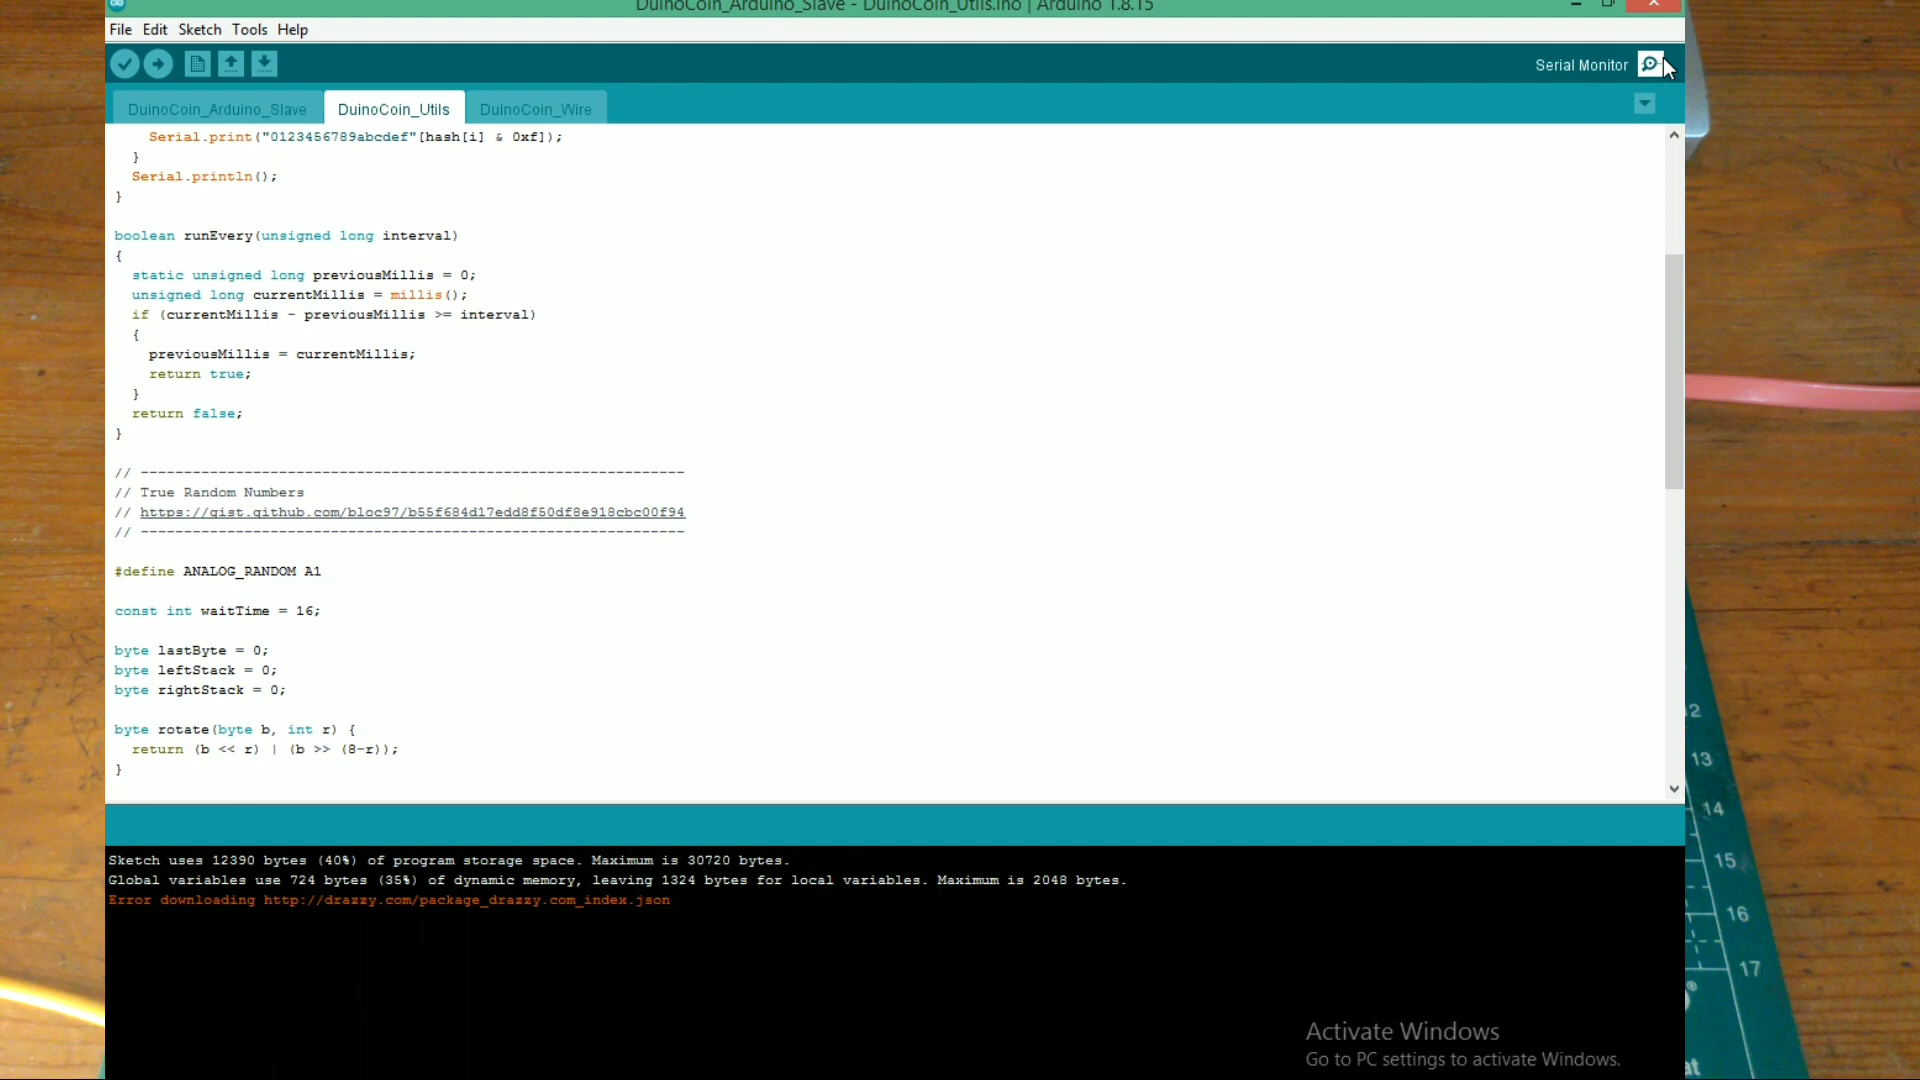 DuinoCoin_Arduino_Slave - DuinoCoin_Utils.ino | Arduino 1.8.15
File Edit Sketch Tools Help
Serial Monitor
DuinoCoin_Arduino_Slave DuinoCoin_Utils DuinoCoin_Wire
Serial.print("0123456789abcdef"[hash[i] & 0xf]);
}
Serial.println();
}
boolean runEvery(unsigned long interval)
{
static unsigned long previousMillis = 0;
unsigned long currentMillis = millis();
if (currentMillis - previousMillis >= interval)
{
previousMillis = currentMillis;
return true;
}
return false;
}
// ---------------------------------------------------------------
// True Random Numbers
// https://gist.github.com/bloc97/b55f684d17edd8f50df8e918cbc00f94
// ---------------------------------------------------------------
#define ANALOG_RANDOM A1
const int waitTime = 16;
byte lastByte = 0;
byte leftStack = 0;
byte rightStack = 0;
byte rotate(byte b, int r) {
return (b << r) | (b >> (8-r));
}
Sketch uses 12390 bytes (40%) of program storage space. Maximum is 30720 bytes.
Global variables use 724 bytes (35%) of dynamic memory, leaving 1324 bytes for local variables. Maximum is 2048 bytes.
Error downloading http://drazzy.com/package_drazzy.com_index.json
Activate Windows
Go to PC settings to activate Windows.
12
13
14
15
16
17